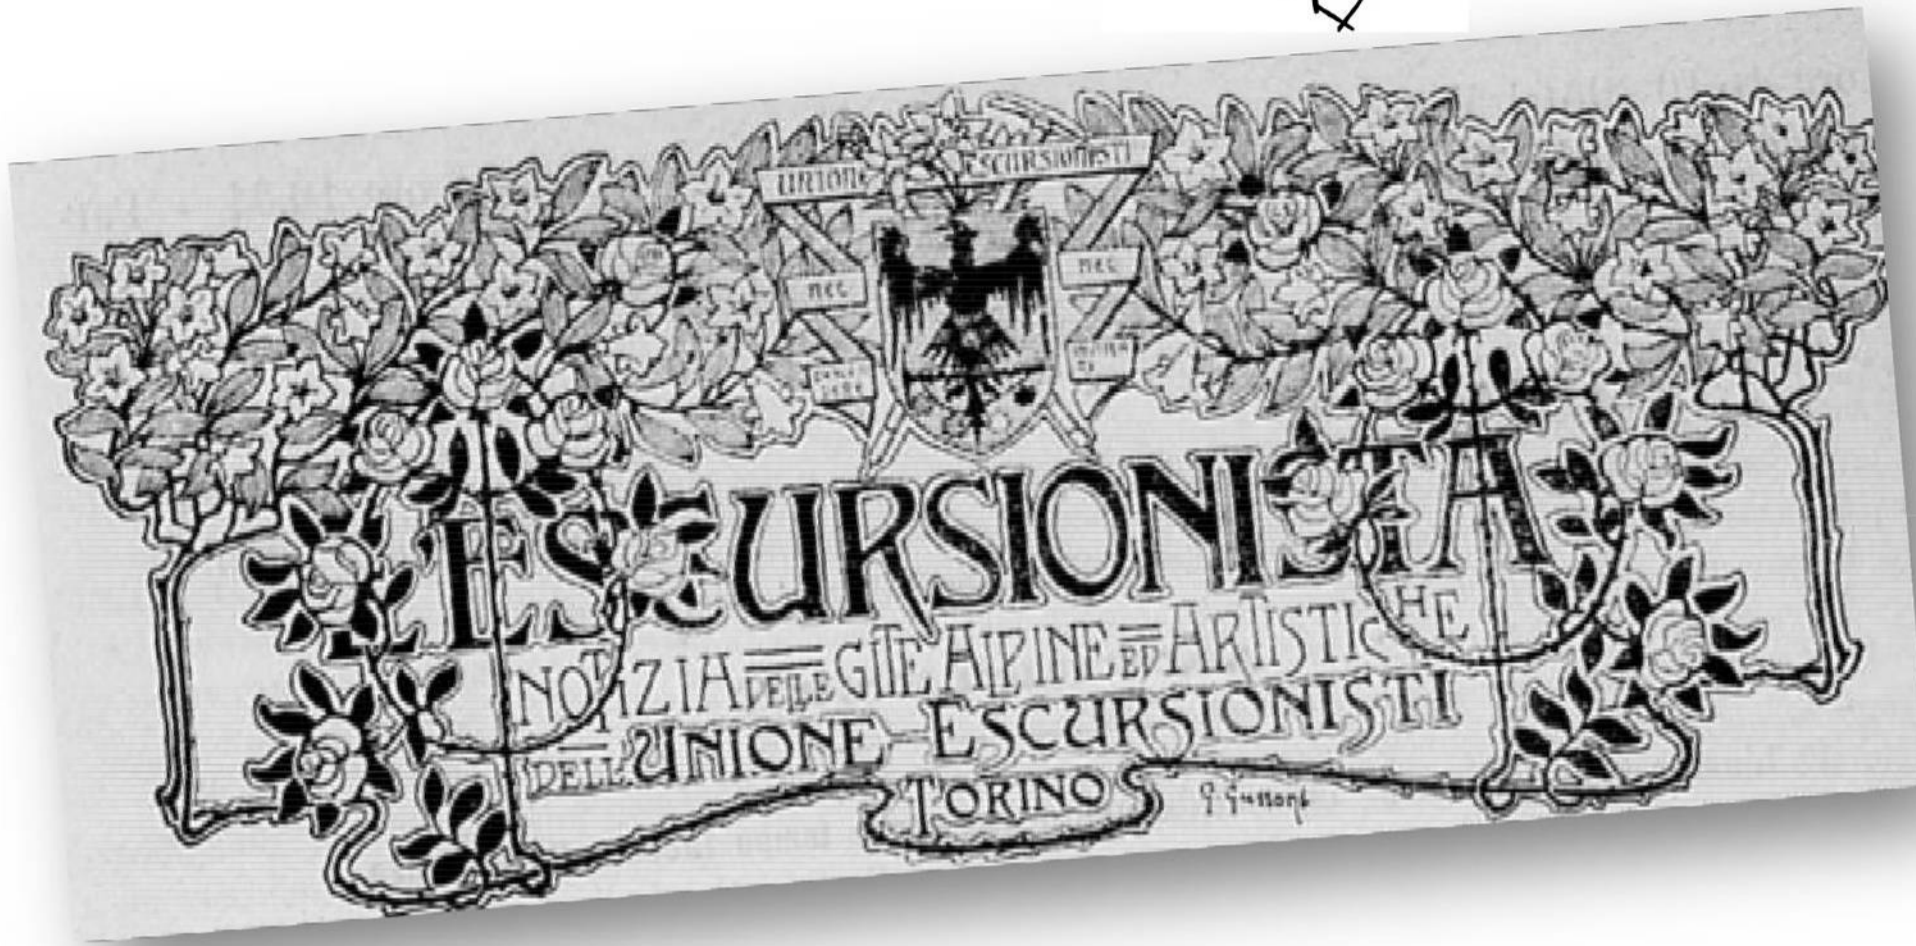 UNIONE ESCURSIONISTI
L'ESCURSIONISTA
NOTIZIA DELLE GITE ALPINE ED ARTISTICHE
DELL'UNIONE-ESCURSIONISTI
TORINO